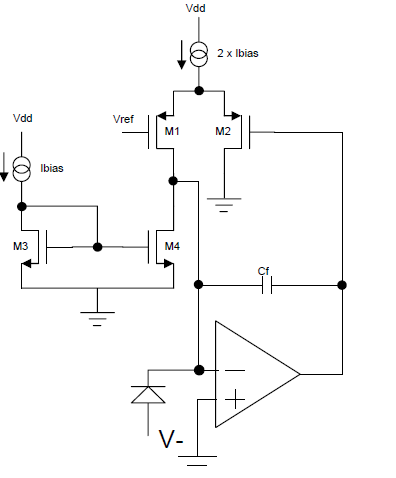 Vdd
2 x Ibias
Vdd
Vref
M1
M2
Ibias
M3
M4
Cf
V-